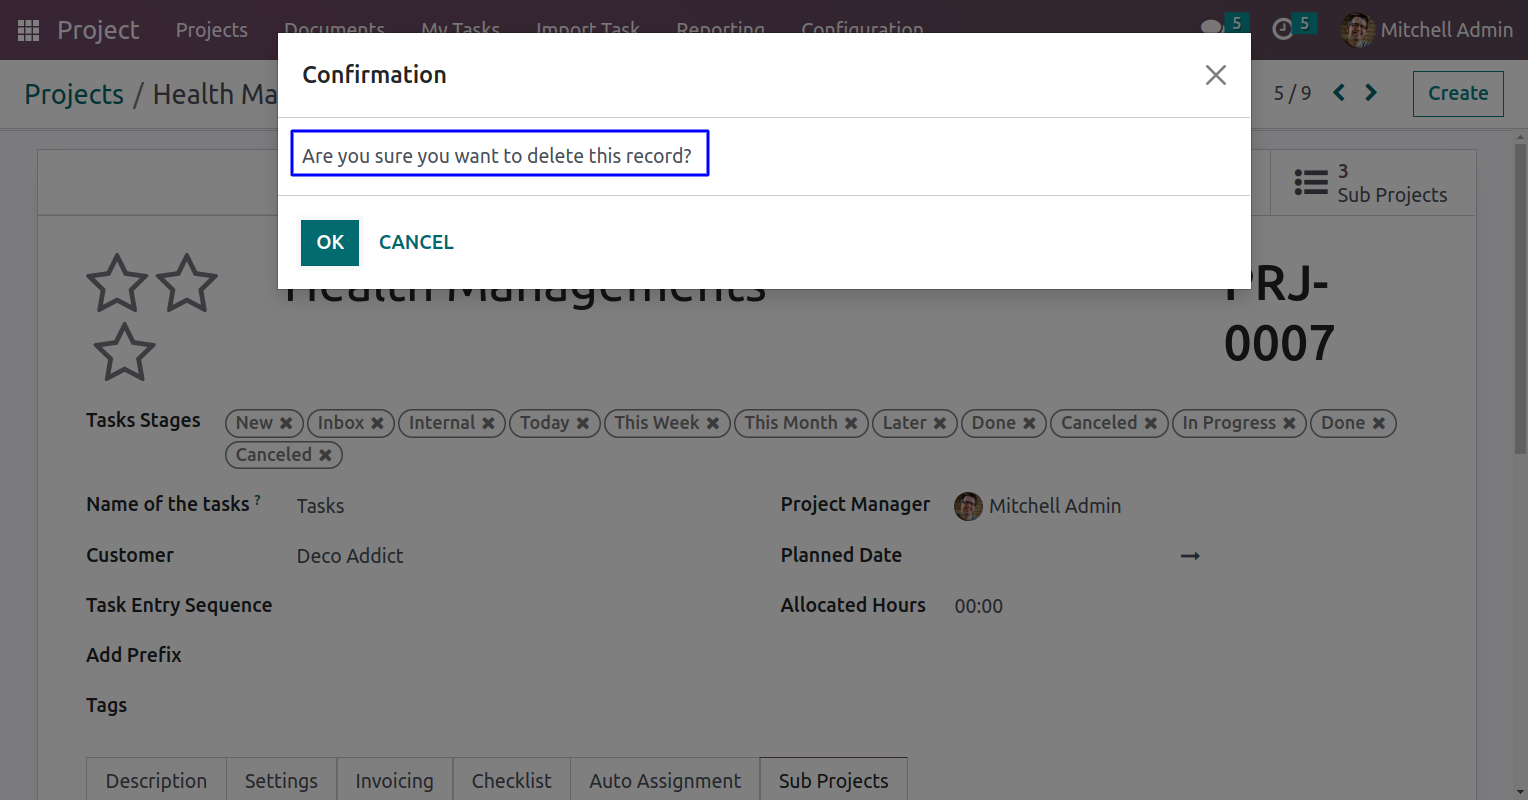 Project Projects Documents My Tasks Import Task Reporting Configuration 5 5 Mitchell Admin
Projects / Health Ma
5 / 9 Create
Confirmation
Are you sure you want to delete this record?
OK CANCEL
3
Sub Projects
Health Managements
PRJ-
0007
Tasks Stages New Inbox Internal Today This Week This Month Later Done Canceled In Progress Done
Canceled
Name of the tasks ? Tasks Project Manager Mitchell Admin
Customer Deco Addict Planned Date
Task Entry Sequence Allocated Hours 00:00
Add Prefix
Tags
Description Settings Invoicing Checklist Auto Assignment Sub Projects